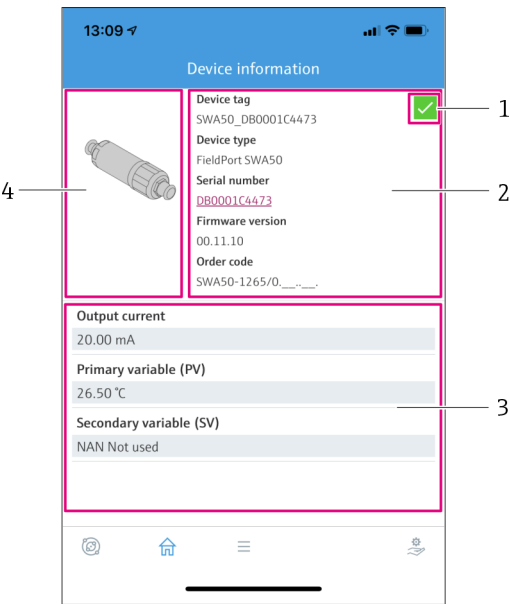 13:09
Device information
Device tag
SWA50_DB0001C4473
Device type
FieldPort SWA50
Serial number
DB0001C4473
Firmware version
00.11.10
Order code
SWA50-1265/0.__..__.
1
2
4
Output current
20.00 mA
Primary variable (PV)
26.50 °C
3
Secondary variable (SV)
NAN Not used